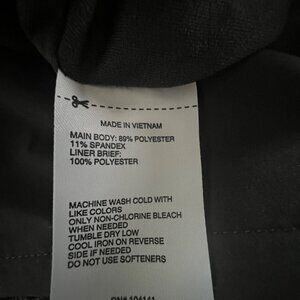 MADE IN VIETNAM
MAIN BODY: 89% POLYESTER
11% SPANDEX
LINER BRIEF:
100% POLYESTER
MACHINE WASH COLD WITH
LIKE COLORS
ONLY NON-CHLORINE BLEACH
WHEN NEEDED
TUMBLE DRY LOW
COOL IRON ON REVERSE
SIDE IF NEEDED
DO NOT USE SOFTENERS